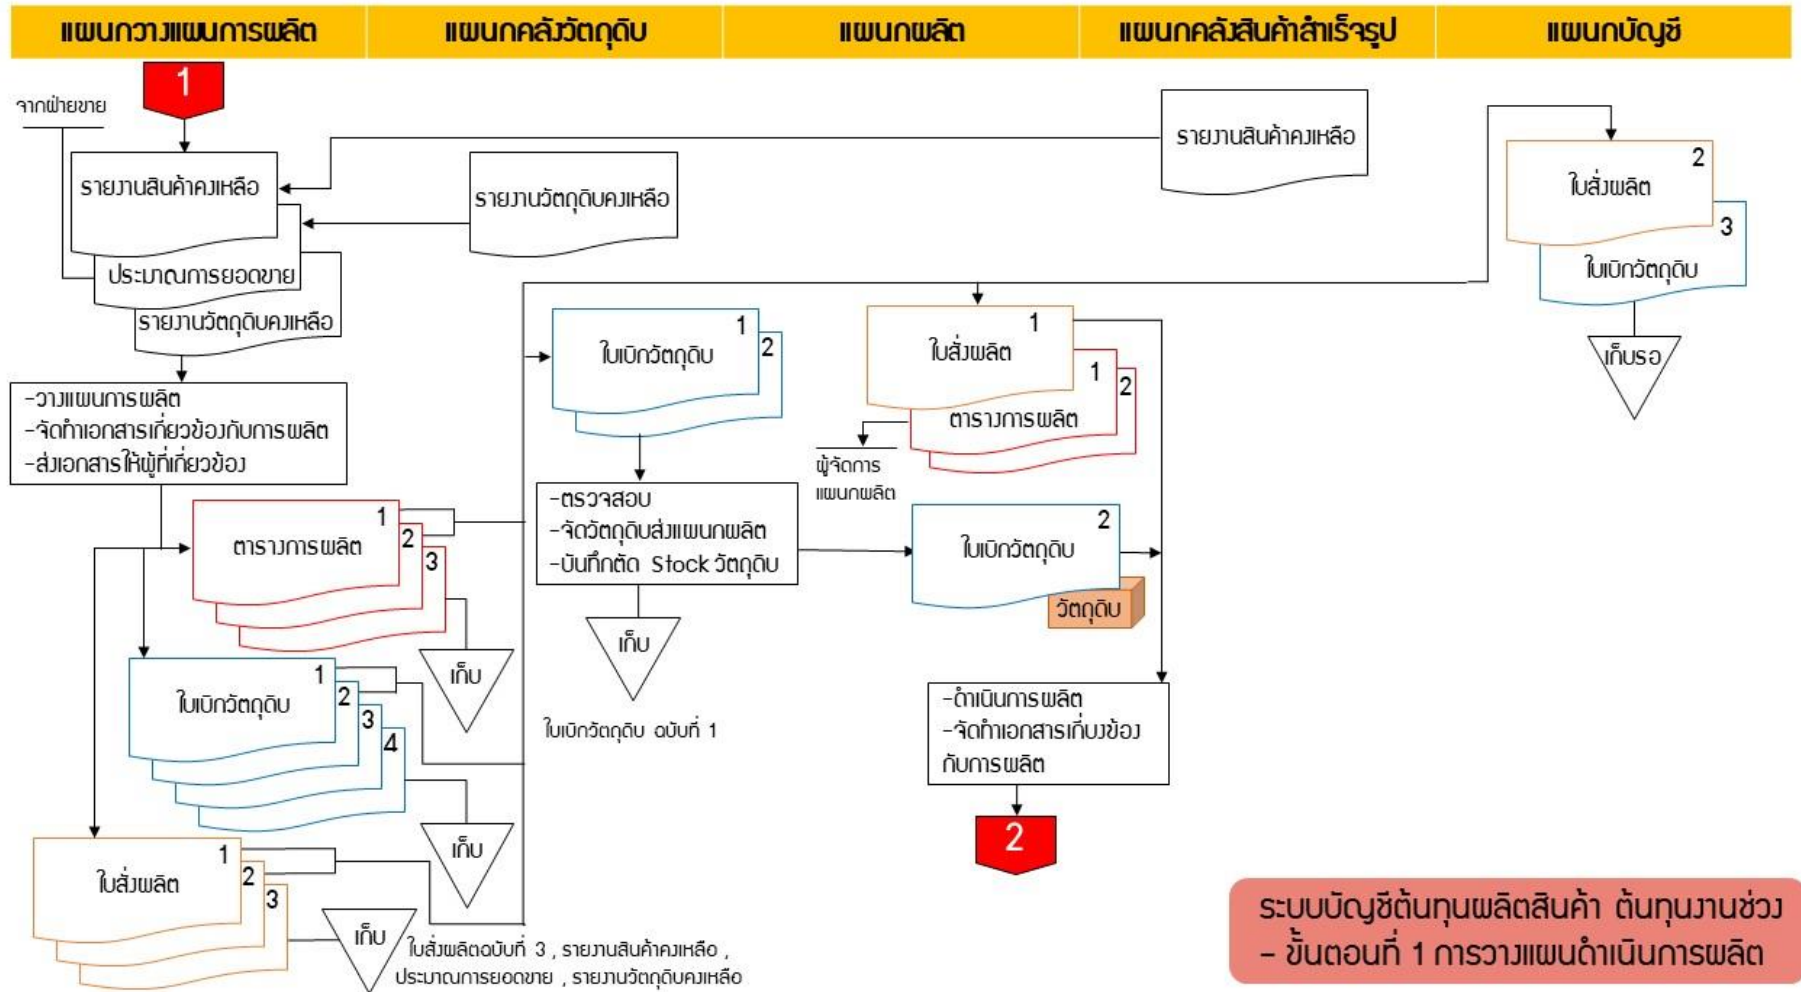 แผนกวางแผนการผลิต
แผนกคลังวัตถุดิบ
แผนกผลิต
แผนกคลังสินค้าสำเร็จรูป
แผนกบัญชี
1
จากฝ่ายขาย
รายงานสินค้าคงเหลือ
ประมาณการยอดขาย
รายงานวัตถุดิบคงเหลือ
รายงานวัตถุดิบคงเหลือ
รายงานสินค้าคงเหลือ
2
ใบสั่งผลิต
3
ใบเบิกวัตถุดิบ
เก็บรอ
-วางแผนการผลิต
-จัดทำเอกสารเกี่ยวข้องกับการผลิต
-ส่งเอกสารให้ผู้ที่เกี่ยวข้อง
1
ใบเบิกวัตถุดิบ
2
1
ใบสั่งผลิต
1
2
ตารางการผลิต
ผู้จัดการ
แผนกผลิต
1
ตารางการผลิต
2
3
เก็บ
-ตรวจสอบ
-จัดวัตถุดิบส่งแผนกผลิต
-บันทึกตัด Stock วัตถุดิบ
เก็บ
ใบเบิกวัตถุดิบ ฉบับที่ 1
2
ใบเบิกวัตถุดิบ
วัตถุดิบ
1
ใบเบิกวัตถุดิบ
2
3
4
เก็บ
-ดำเนินการผลิต
-จัดทำเอกสารเกี่บงข้อง
กับการผลิต
2
1
ใบสั่งผลิต
2
3
เก็บ
ใบสั่งผลิตฉบับที่ 3 , รายงานสินค้าคงเหลือ ,
ประมาณการยอดขาย , รายงานวัตถุดิบคงเหลือ
ระบบบัญชีต้นทุนผลิตสินค้า ต้นทุนงานช่วง
- ขั้นตอนที่ 1 การวางแผนดำเนินการผลิต